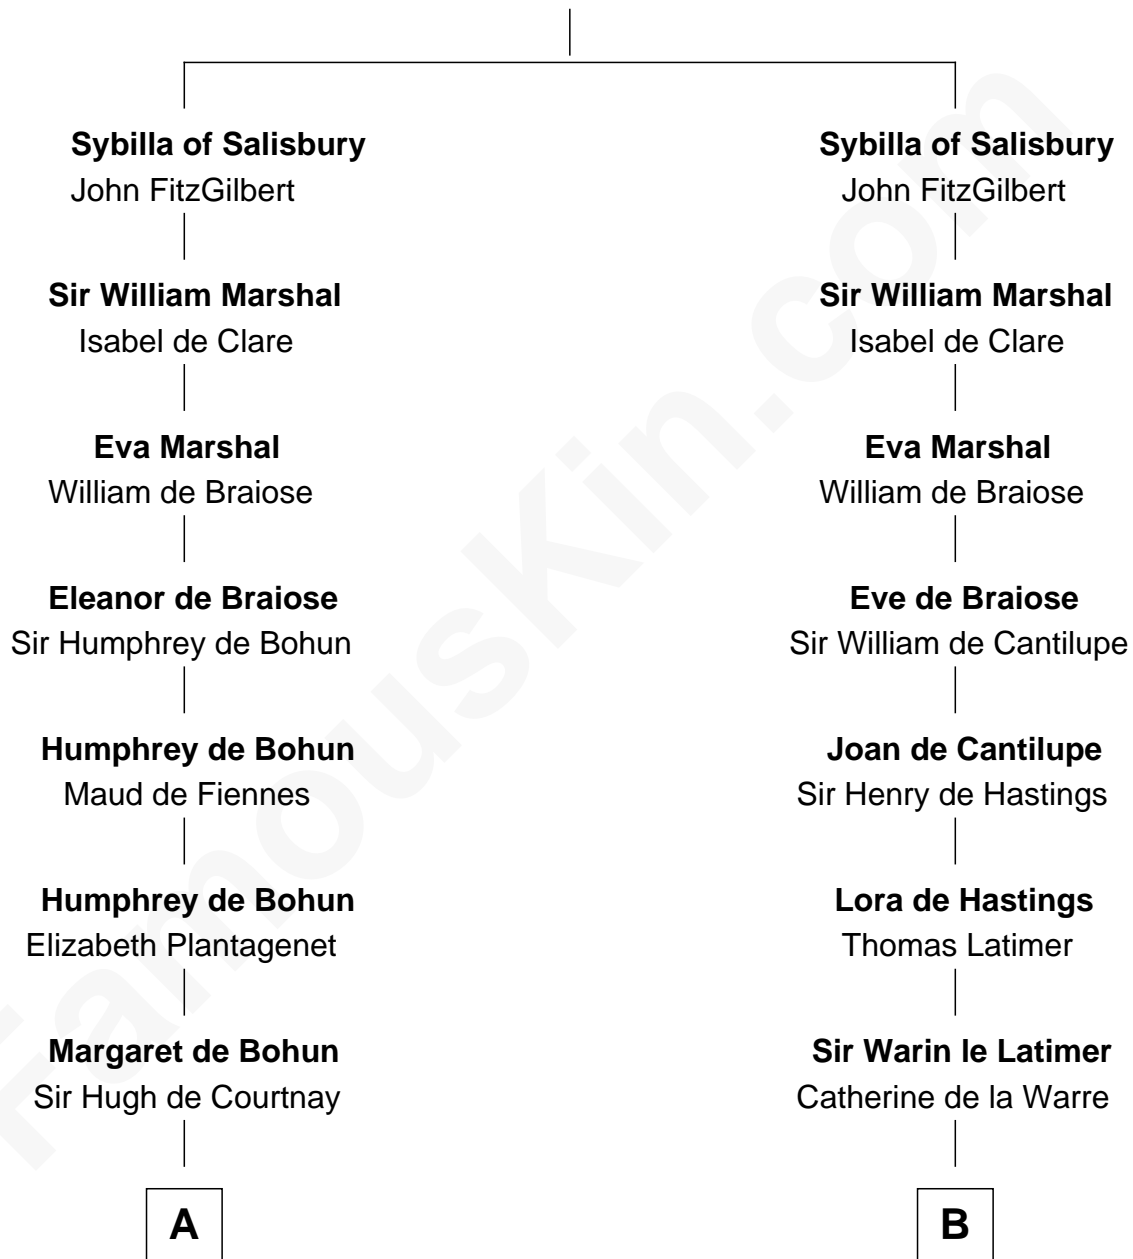 Sybilla of Salisbury
John FitzGilbert
Sir William Marshal
Isabel de Clare
Eva Marshal
William de Braiose
Eleanor de Braiose
Sir Humphrey de Bohun
Humphrey de Bohun
Maud de Fiennes
Humphrey de Bohun
Elizabeth Plantagenet
Margaret de Bohun
Sir Hugh de Courtnay
A
Sybilla of Salisbury
John FitzGilbert
Sir William Marshal
Isabel de Clare
Eva Marshal
William de Braiose
Eve de Braiose
Sir William de Cantilupe
Joan de Cantilupe
Sir Henry de Hastings
Lora de Hastings
Thomas Latimer
Sir Warin le Latimer
Catherine de la Warre
B
FamousKin.com